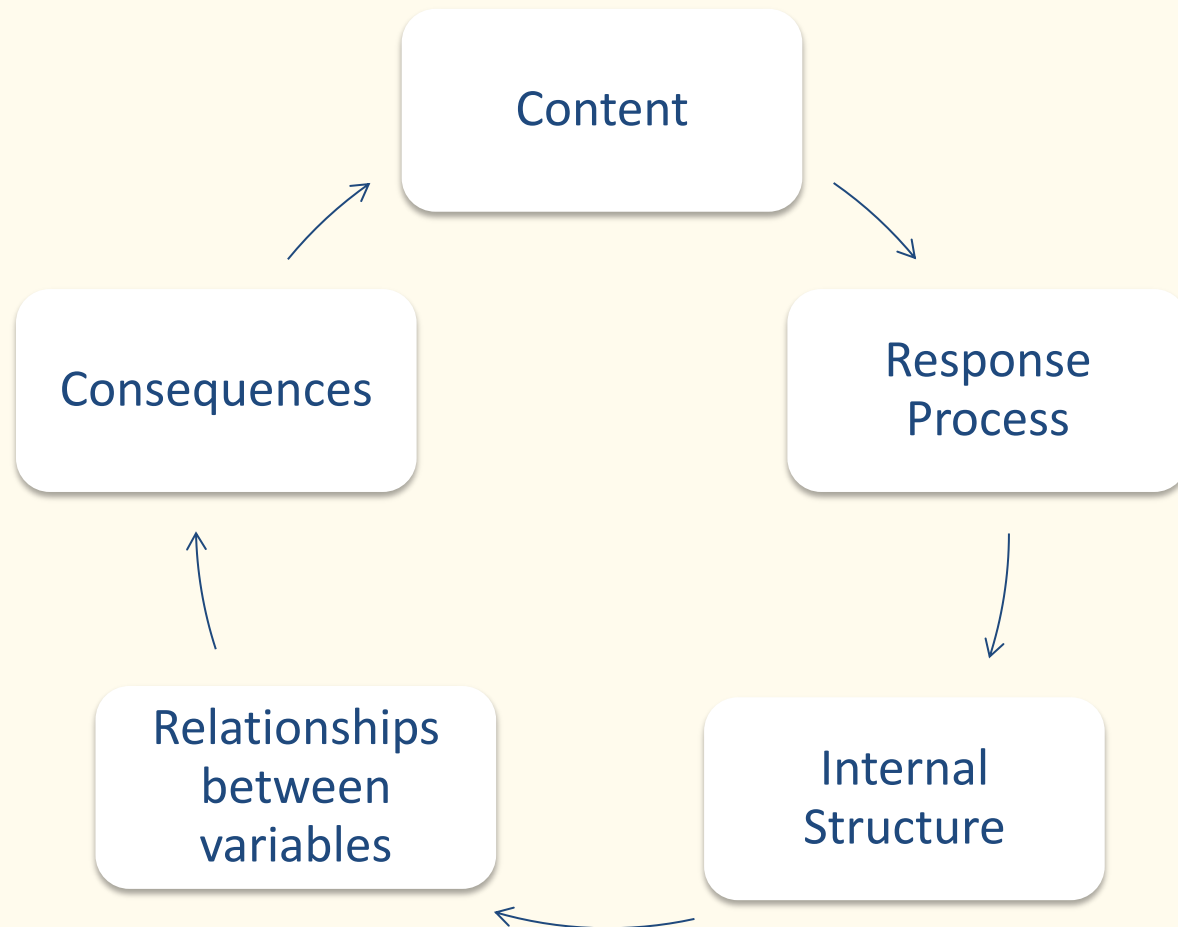 Content
Response
Process
Internal
Structure
Relationships
between
variables
Consequences